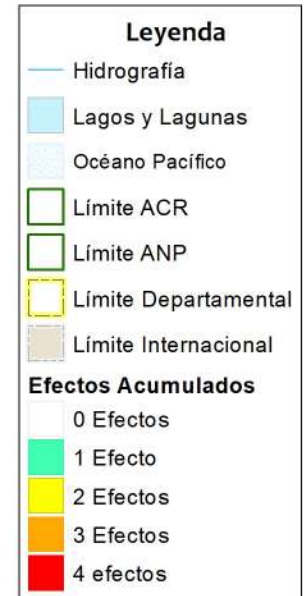 Leyenda
Hidrografía
Lagos y Lagunas
Océano Pacífico
Límite ACR
Límite ANP
Límite Departamental
Límite Internacional
Efectos Acumulados
0 Efectos
1 Efecto
2 Efectos
3 Efectos
4 efectos